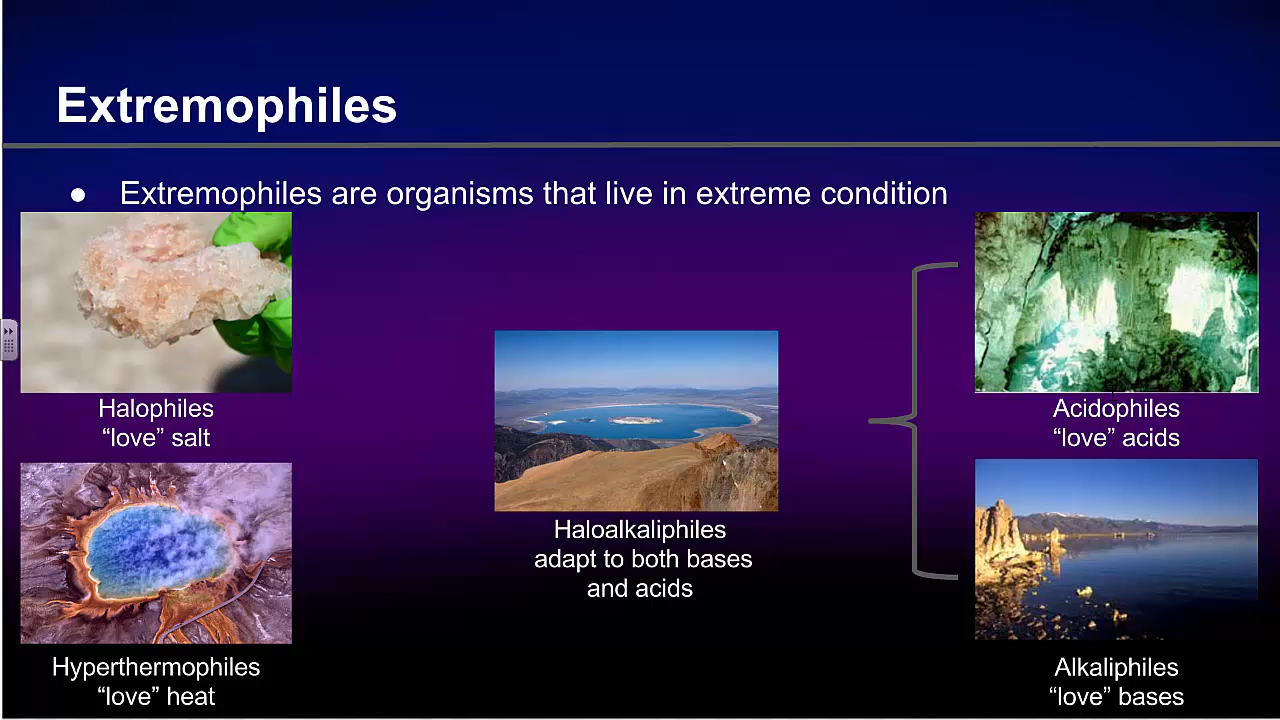 Extremophiles
● Extremophiles are organisms that live in extreme condition
Halophiles
“love” salt
Hyperthermophiles
“love” heat
Haloalkaliphiles
adapt to both bases
and acids
Acidophiles
“love” acids
Alkaliphiles
“love” bases